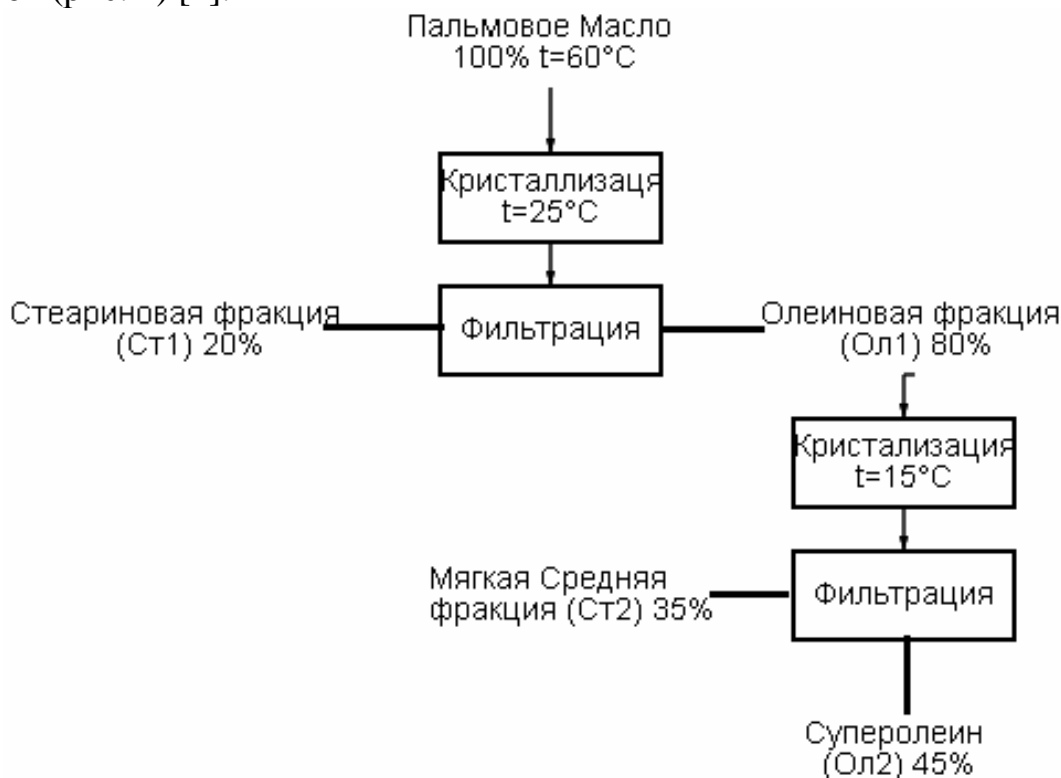 Пальмовое Масло
100% t=60°C
Кристаллизаця
t=25°C
Стеариновая фракция
(Ст1) 20%
Фильтрация
Олеиновая фракция
(Ол1) 80%
Кристализация
t=15°C
Мягкая Средняя
фракция (Ст2) 35%
Фильтрация
Суперолеин
(Ол2) 45%